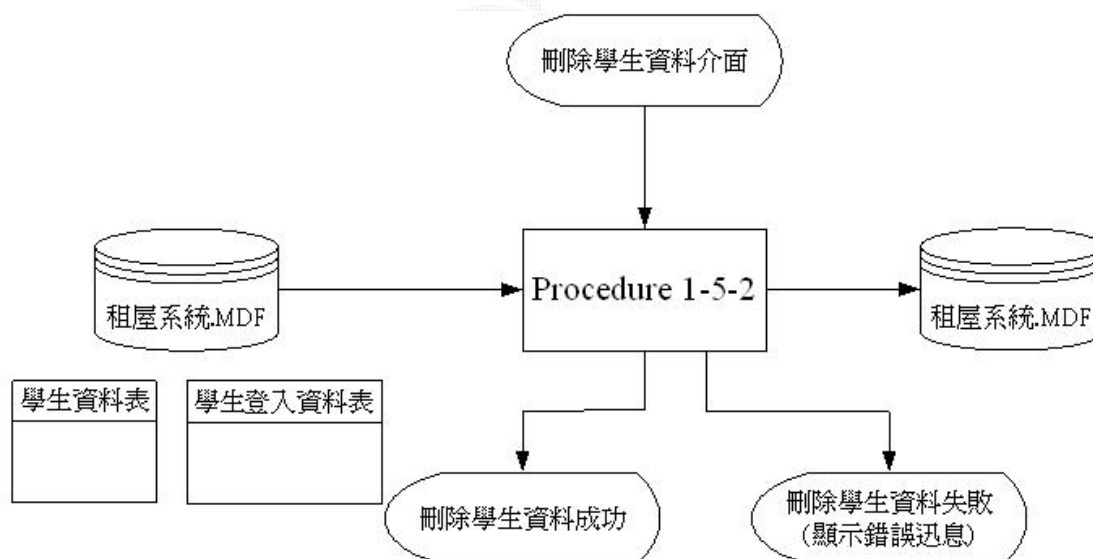 刪除學生資料介面
租屋系統.MDF
Procedure 1-5-2
租屋系統.MDF
學生資料表
學生登入資料表
刪除學生資料成功
刪除學生資料失敗
(顯示錯誤迅息)